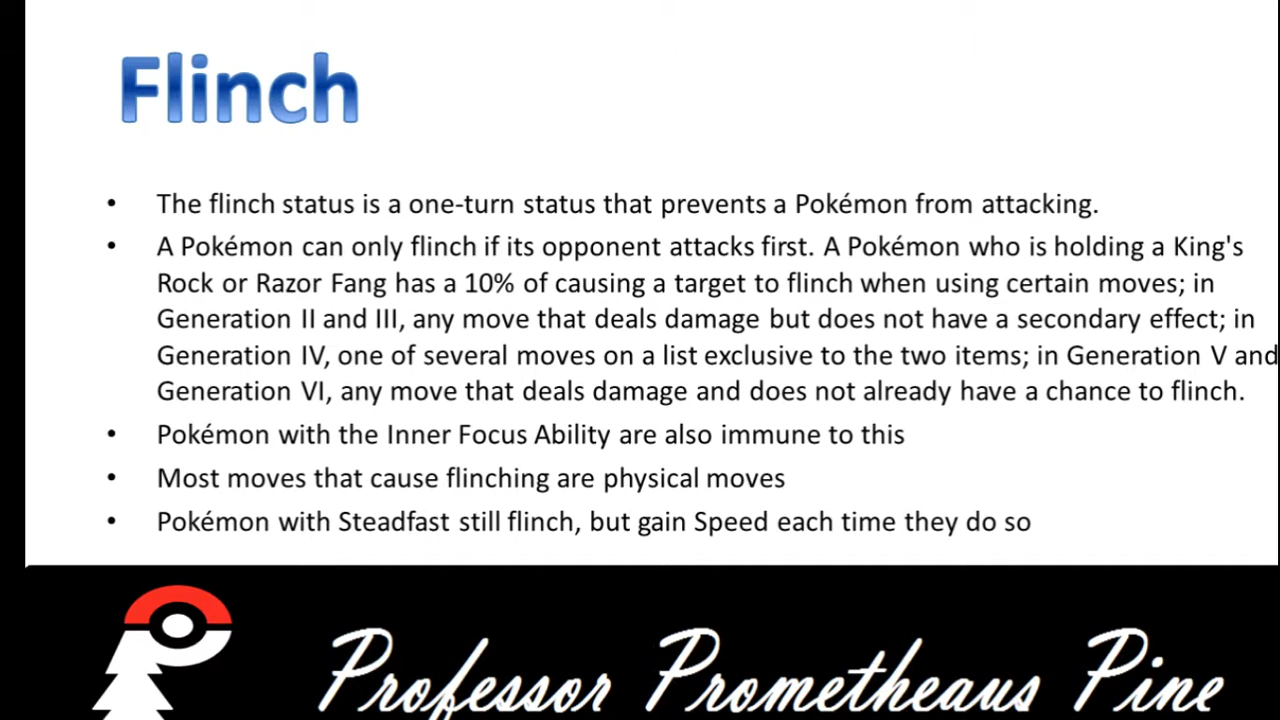 Flinch
• The flinch status is a one-turn status that prevents a Pokémon from attacking.
• A Pokémon can only flinch if its opponent attacks first. A Pokémon who is holding a King's
Rock or Razor Fang has a 10% of causing a target to flinch when using certain moves; in
Generation II and III, any move that deals damage but does not have a secondary effect; in
Generation IV, one of several moves on a list exclusive to the two items; in Generation V and
Generation VI, any move that deals damage and does not already have a chance to flinch.
• Pokémon with the Inner Focus Ability are also immune to this
• Most moves that cause flinching are physical moves
• Pokémon with Steadfast still flinch, but gain Speed each time they do so
Professor Prometheaus Pine